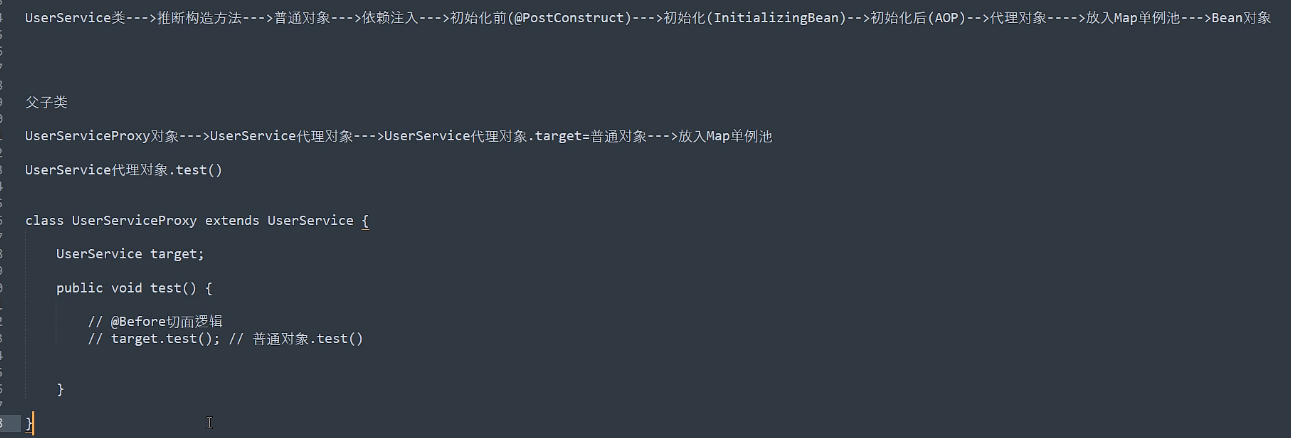 UserService类--->推断构造方法--->普通对象--->依赖注入--->初始化前(@PostConstruct)--->初始化(InitializingBean)-->初始化后(AOP)-->代理对象---->放入Map单例池--->Bean对象
父子类
UserServiceProxy对象--->UserService代理对象--->UserService代理对象.target=普通对象--->放入Map单例池
UserService代理对象.test()
class UserServiceProxy extends UserService {
UserService target;
public void test() {
// @Before切面逻辑
// target.test(); // 普通对象.test()
}
}